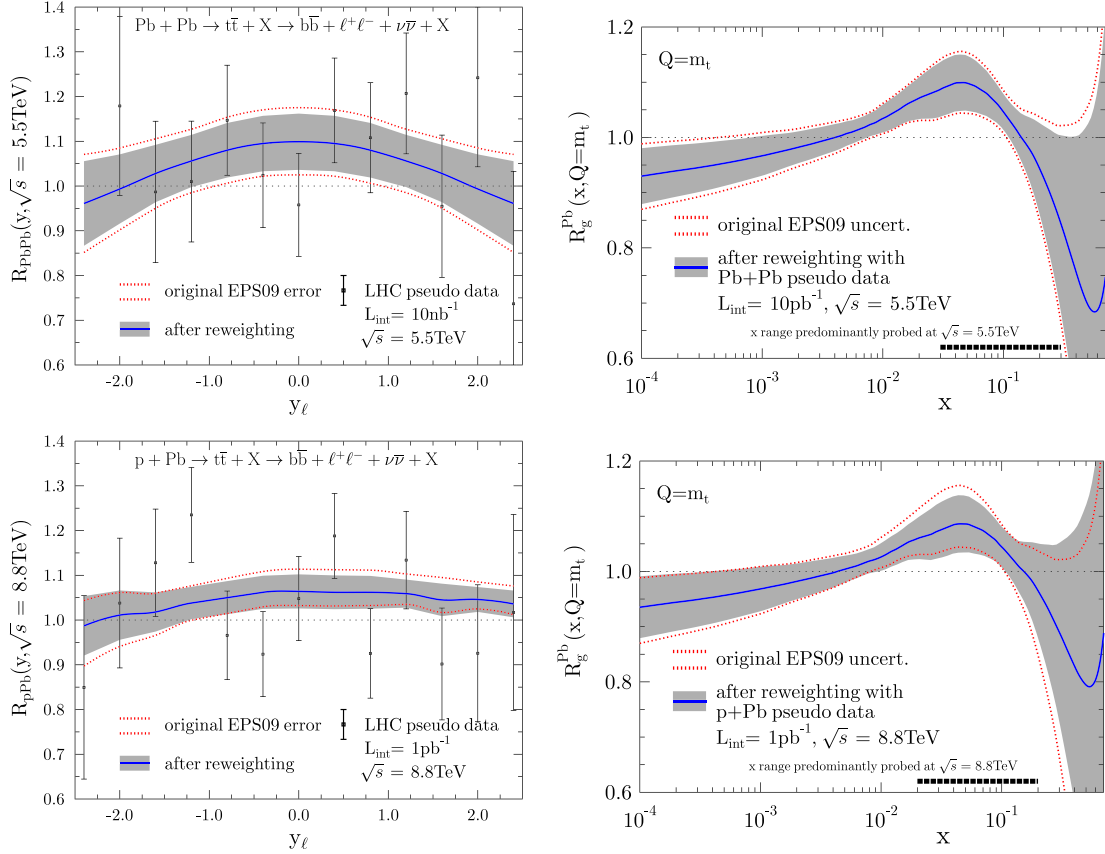 Pb + Pb → tt̄ + X → bb̄ + ℓ⁺ℓ⁻ + νν̄ + X
R_PbPb(y,√s = 5.5TeV)
1.4
1.3
1.2
1.1
1.0
0.9
0.8
0.7
0.6
original EPS09 error
after reweighting
LHC pseudo data
L_int= 10nb⁻¹
√s = 5.5TeV
-2.0 -1.0 0.0 1.0 2.0
y_ℓ
Q=m_t
R_g^Pb(x,Q=m_t)
1.2
1.0
0.8
0.6
original EPS09 uncert.
after reweighting with
Pb+Pb pseudo data
L_int= 10pb⁻¹, √s = 5.5TeV
x range predominantly probed at √s = 5.5TeV
10⁻⁴ 10⁻³ 10⁻² 10⁻¹
x
p + Pb → tt̄ + X → bb̄ + ℓ⁺ℓ⁻ + νν̄ + X
R_pPb(y,√s = 8.8TeV)
1.4
1.3
1.2
1.1
1.0
0.9
0.8
0.7
0.6
original EPS09 error
after reweighting
LHC pseudo data
L_int= 1pb⁻¹
√s = 8.8TeV
-2.0 -1.0 0.0 1.0 2.0
y_ℓ
Q=m_t
R_g^Pb(x,Q=m_t)
1.2
1.0
0.8
0.6
original EPS09 uncert.
after reweighting with
p+Pb pseudo data
L_int= 1pb⁻¹, √s = 8.8TeV
x range predominantly probed at √s = 8.8TeV
10⁻⁴ 10⁻³ 10⁻² 10⁻¹
x